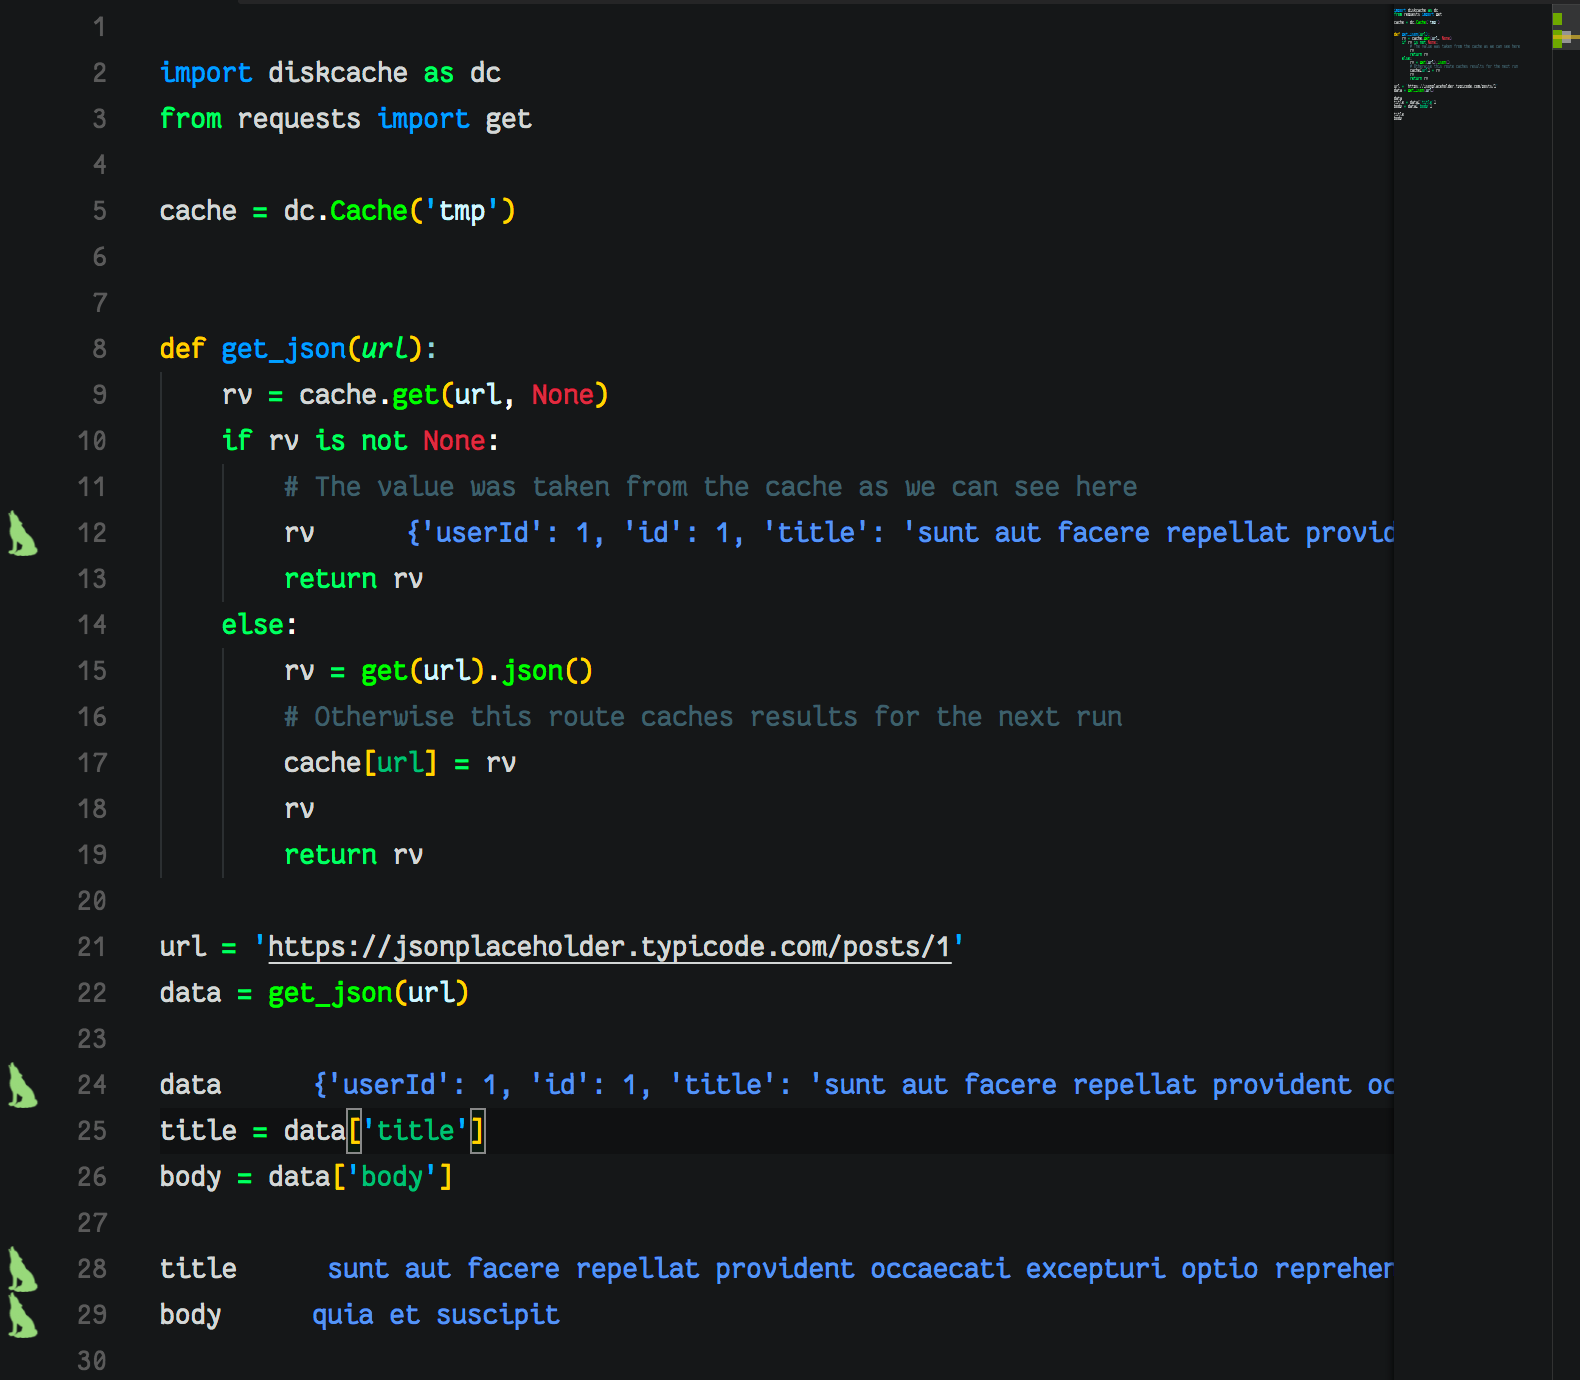 1
2 import diskcache as dc
3 from requests import get
4
5 cache = dc.Cache('tmp')
6
7
8 def get_json(url):
9     rv = cache.get(url, None)
10     if rv is not None:
11         # The value was taken from the cache as we can see here
12         rv      {'userId': 1, 'id': 1, 'title': 'sunt aut facere repellat provid
13         return rv
14     else:
15         rv = get(url).json()
16         # Otherwise this route caches results for the next run
17         cache[url] = rv
18         rv
19         return rv
20
21 url = 'https://jsonplaceholder.typicode.com/posts/1'
22 data = get_json(url)
23
24 data      {'userId': 1, 'id': 1, 'title': 'sunt aut facere repellat provident oc
25 title = data['title']
26 body = data['body']
27
28 title      sunt aut facere repellat provident occaecati excepturi optio reprehen
29 body      quia et suscipit
30